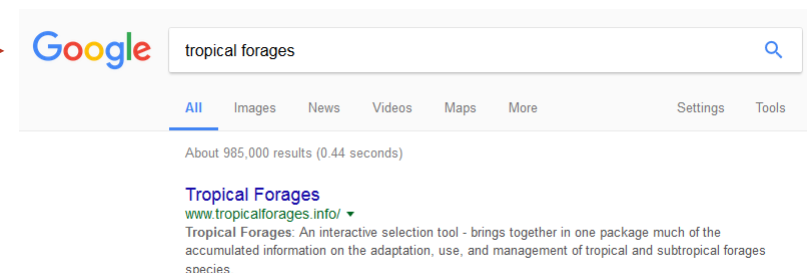 Google tropical forages
All Images News Videos Maps More Settings Tools
About 985,000 results (0.44 seconds)
Tropical Forages
www.tropicalforages.info/
Tropical Forages: An interactive selection tool - brings together in one package much of the
accumulated information on the adaptation, use, and management of tropical and subtropical forages
species